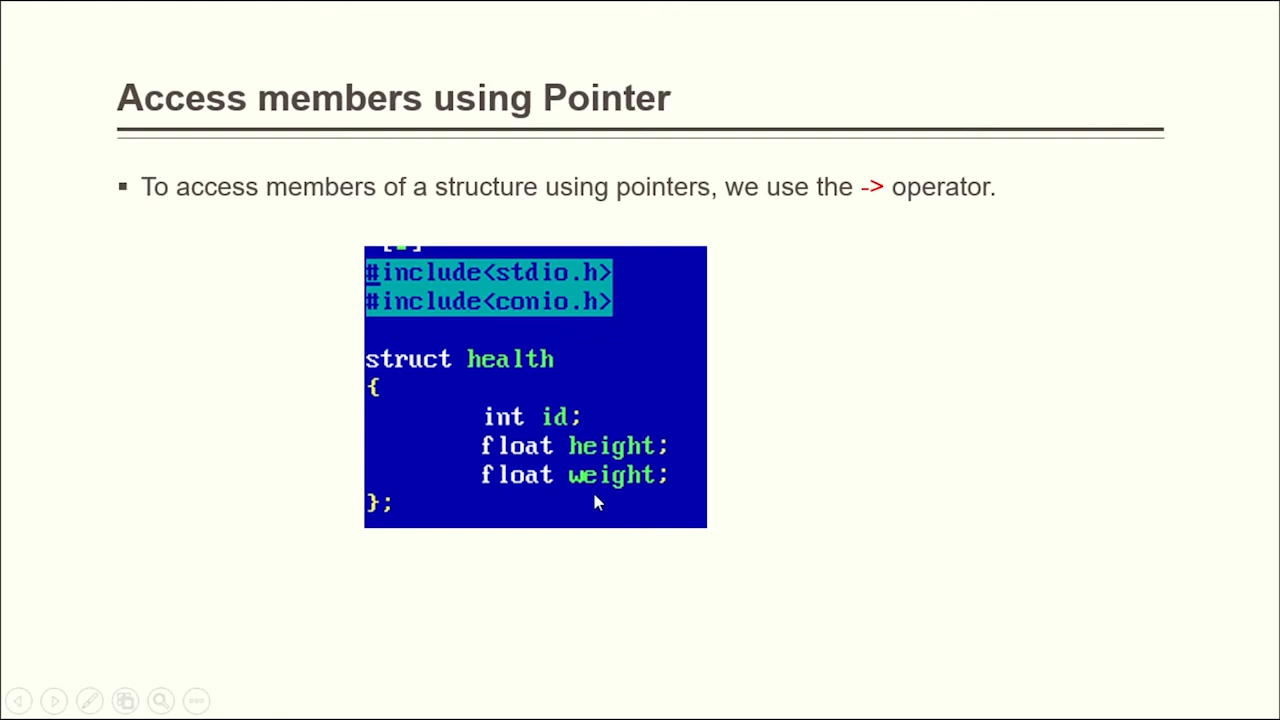 Access members using Pointer
▪ To access members of a structure using pointers, we use the -> operator.
#include<stdio.h>
#include<conio.h>
struct health
{
int id;
float height;
float weight;
};